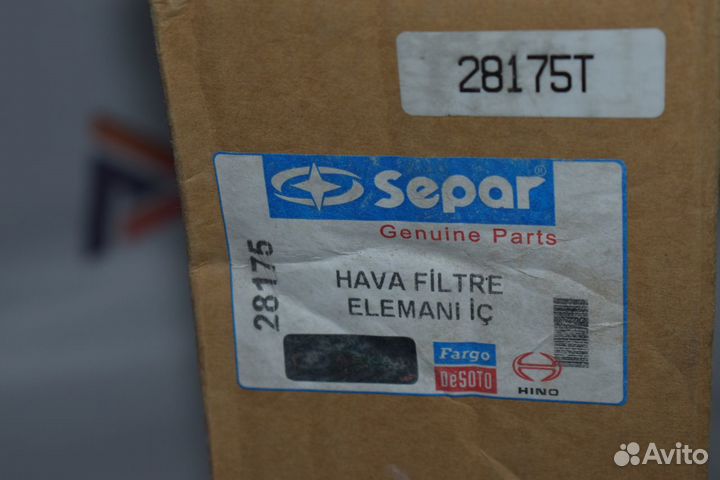 28175T
Separ®
Genuine Parts
28175
HAVA FİLTRE
ELEMANI İÇ
Fargo
DeSOTO
HINO
Avito